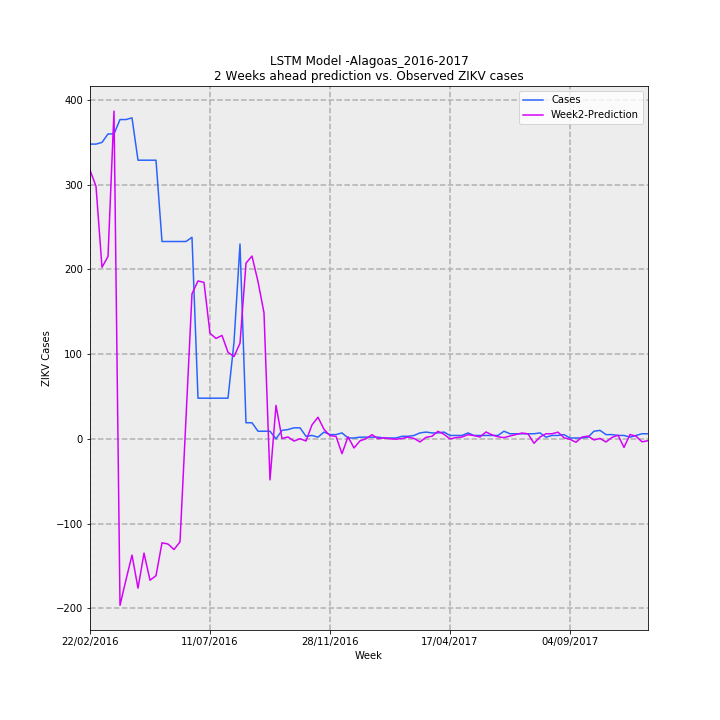 LSTM Model -Alagoas_2016-2017
2 Weeks ahead prediction vs. Observed ZIKV cases
Cases
Week2-Prediction
ZIKV Cases
400
300
200
100
0
−100
−200
22/02/2016 11/07/2016 28/11/2016 17/04/2017 04/09/2017
Week